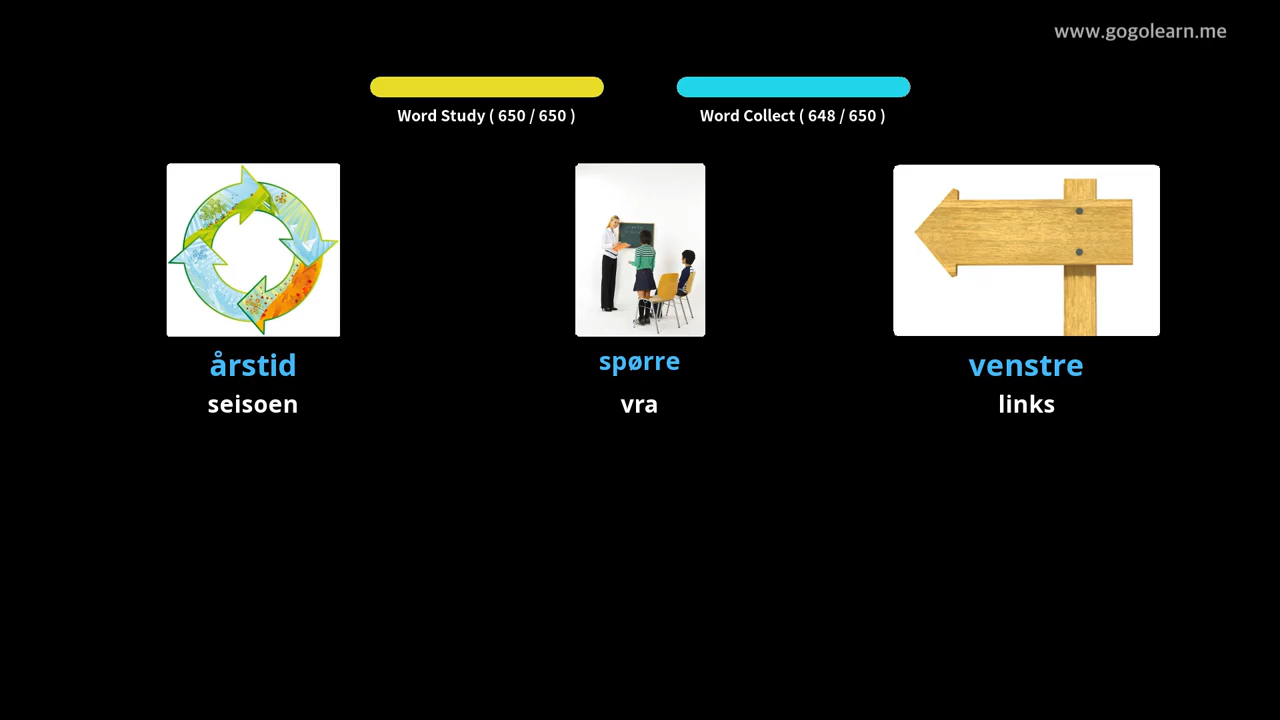 www.gogolearn.me
Word Study ( 650 / 650 )
Word Collect ( 648 / 650 )
årstid
spørre
venstre
seisoen
vra
links